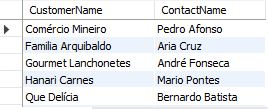 CustomerName ContactName
Comércio Mineiro Pedro Afonso
Familia Arquibaldo Aria Cruz
Gourmet Lanchonetes André Fonseca
Hanari Carnes Mario Pontes
Que Delícia Bernardo Batista